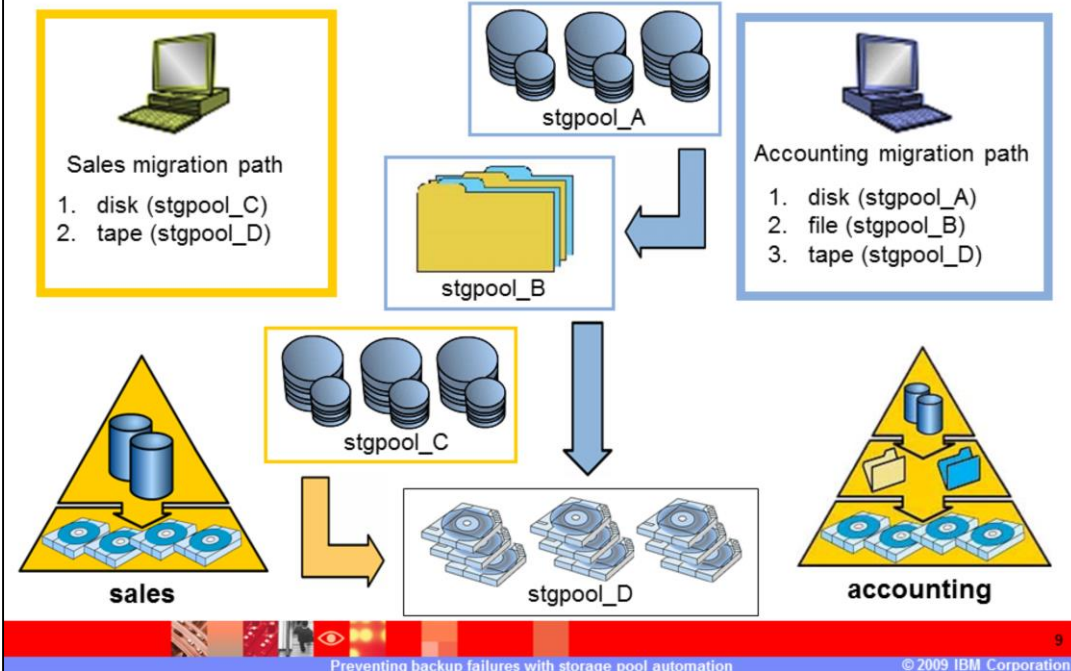 Sales migration path
1. disk (stgpool_C)
2. tape (stgpool_D)
stgpool_A
Accounting migration path
1. disk (stgpool_A)
2. file (stgpool_B)
3. tape (stgpool_D)
stgpool_B
stgpool_C
stgpool_D
sales
accounting
9
Preventing backup failures with storage pool automation
© 2009 IBM Corporation